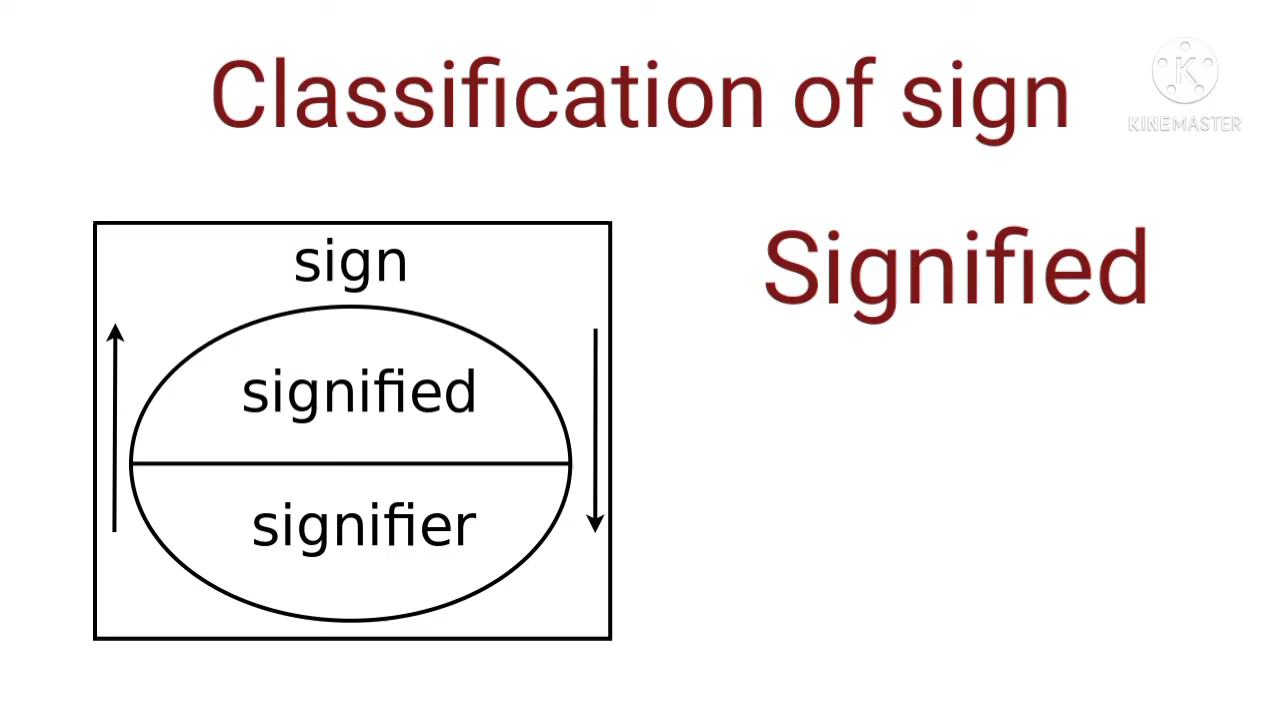 Classification of sign
K
KINEMASTER
sign
signified
signifier
Signified